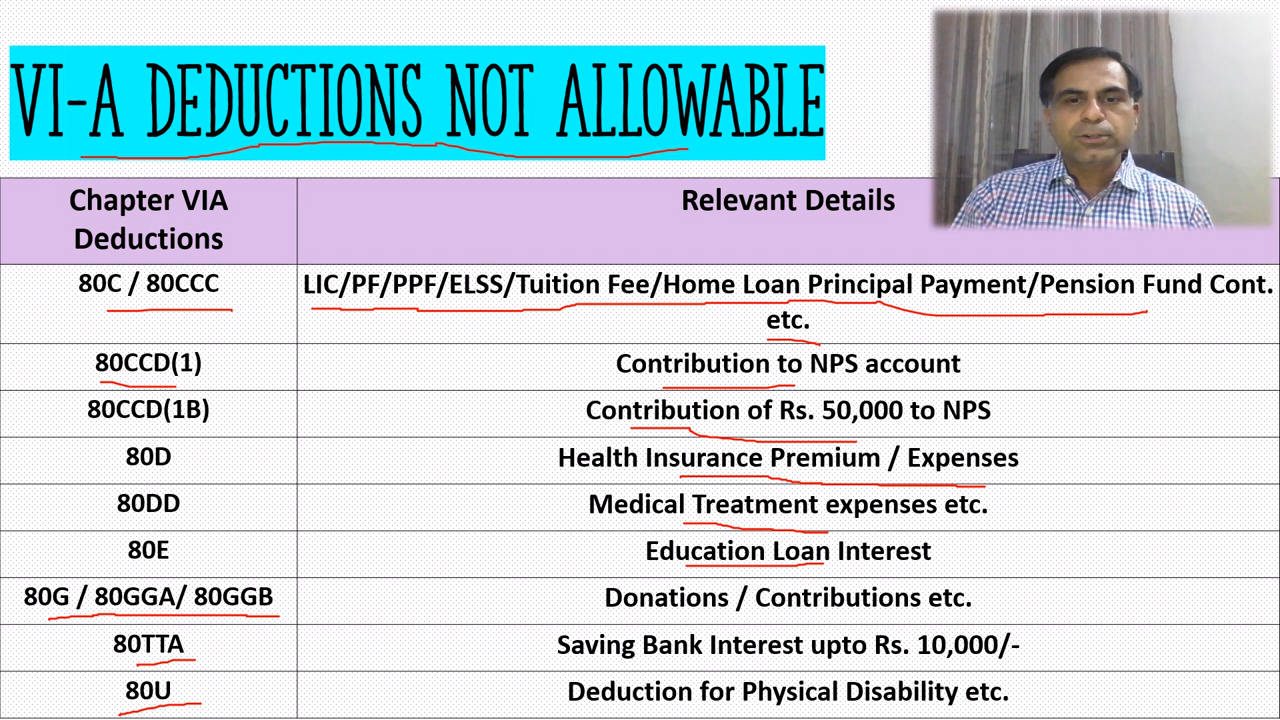 VI-A DEDUCTIONS NOT ALLOWABLE
Chapter VIA
Deductions
Relevant Details
80C / 80CCC
LIC/PF/PPF/ELSS/Tuition Fee/Home Loan Principal Payment/Pension Fund Cont.
etc.
80CCD(1)
Contribution to NPS account
80CCD(1B)
Contribution of Rs. 50,000 to NPS
80D
Health Insurance Premium / Expenses
80DD
Medical Treatment expenses etc.
80E
Education Loan Interest
80G / 80GGA/ 80GGB
Donations / Contributions etc.
80TTA
Saving Bank Interest upto Rs. 10,000/-
80U
Deduction for Physical Disability etc.